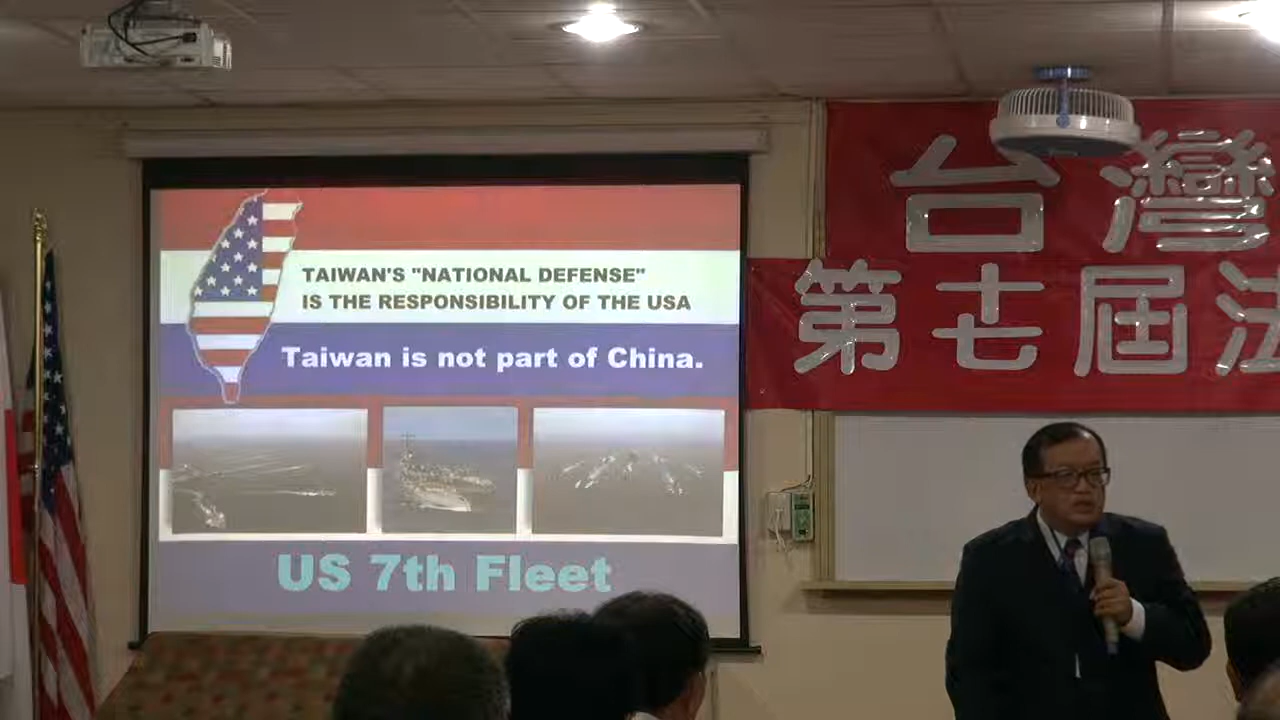 TAIWAN'S "NATIONAL DEFENSE"
IS THE RESPONSIBILITY OF THE USA
Taiwan is not part of China.
US 7th Fleet
台灣
第七屆法